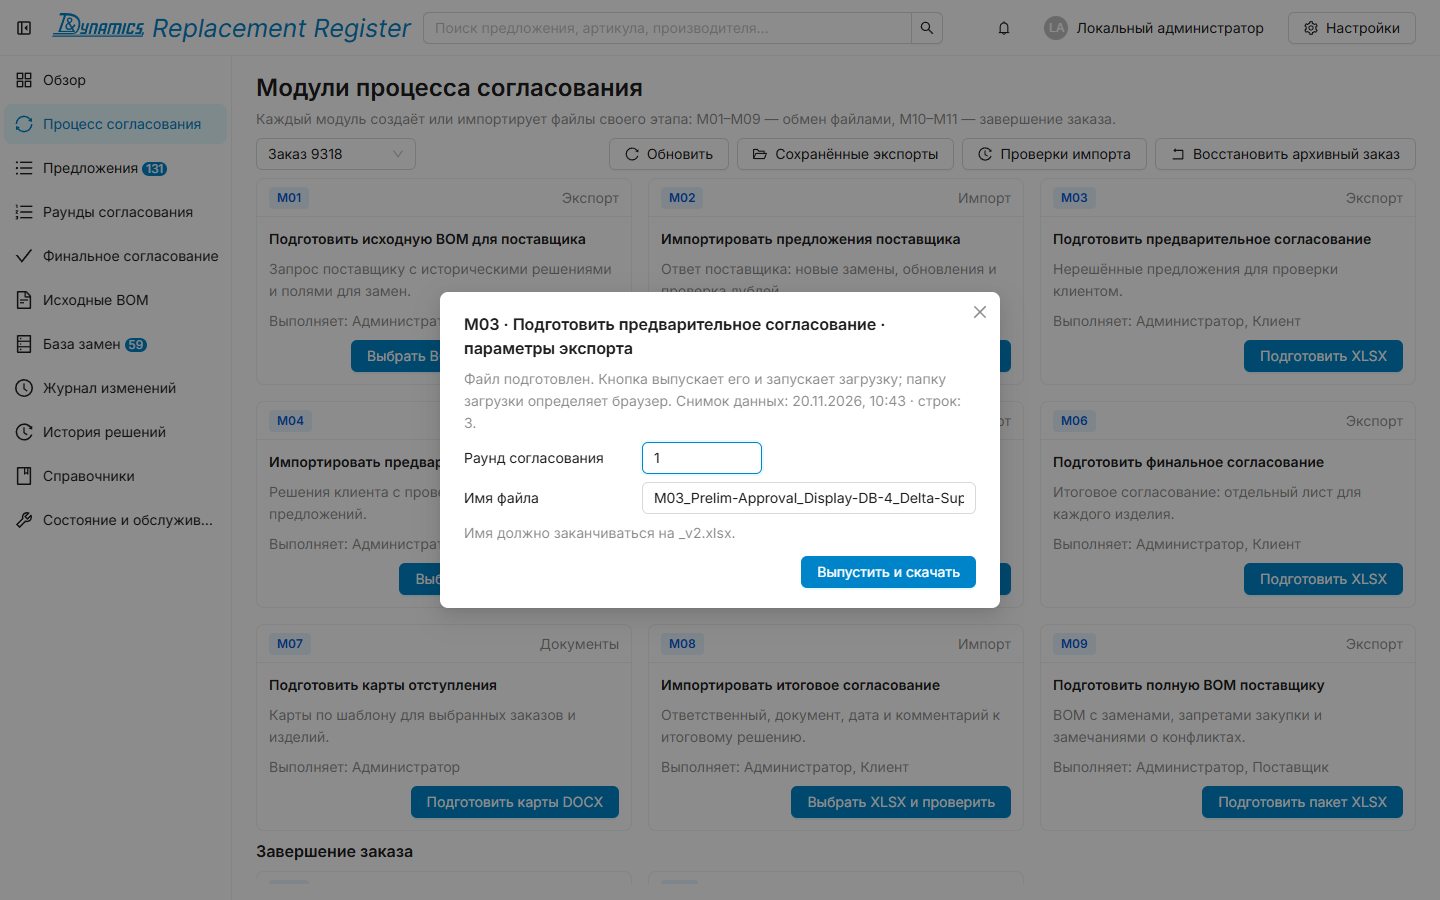 Dynamics Replacement Register
Поиск предложения, артикула, производителя...
LA Локальный администратор
Настройки
Обзор
Процесс согласования
Предложения 131
Раунды согласования
Финальное согласование
Исходные BOM
База замен 59
Журнал изменений
История решений
Справочники
Состояние и обслужив...
Модули процесса согласования
Каждый модуль создаёт или импортирует файлы своего этапа: M01–M09 — обмен файлами, M10–M11 — завершение заказа.
Заказ 9318
Обновить
Сохранённые экспорты
Проверки импорта
Восстановить архивный заказ
M01 Экспорт
Подготовить исходную BOM для поставщика
Запрос поставщику с историческими решениями
и полями для замен.
Выполняет: Администрат
Выбрать
M02 Импорт
Импортировать предложения поставщика
Ответ поставщика: новые замены, обновления и
проверка дублей.
M03 Экспорт
Подготовить предварительное согласование
Нерешённые предложения для проверки
клиентом.
Выполняет: Администратор, Клиент
Подготовить XLSX
M03 · Подготовить предварительное согласование ·
параметры экспорта
Файл подготовлен. Кнопка выпускает его и запускает загрузку; папку
загрузки определяет браузер. Снимок данных: 20.11.2026, 10:43 · строк:
3.
Раунд согласования 1
Имя файла M03_Prelim-Approval_Display-DB-4_Delta-Sup
Имя должно заканчиваться на _v2.xlsx.
Выпустить и скачать
M04
Импортировать предвар
Решения клиента с пров
предложений.
Выполняет: Администрат
Выб
M06 Экспорт
Подготовить финальное согласование
Итоговое согласование: отдельный лист для
каждого изделия.
Выполняет: Администратор, Клиент
Подготовить XLSX
M07 Документы
Подготовить карты отступления
Карты по шаблону для выбранных заказов и
изделий.
Выполняет: Администратор
Подготовить карты DOCX
M08 Импорт
Импортировать итоговое согласование
Ответственный, документ, дата и комментарий к
итоговому решению.
Выполняет: Администратор, Клиент
Выбрать XLSX и проверить
M09 Экспорт
Подготовить полную BOM поставщику
BOM с заменами, запретами закупки и
замечаниями о конфликтах.
Выполняет: Администратор, Поставщик
Подготовить пакет XLSX
Завершение заказа